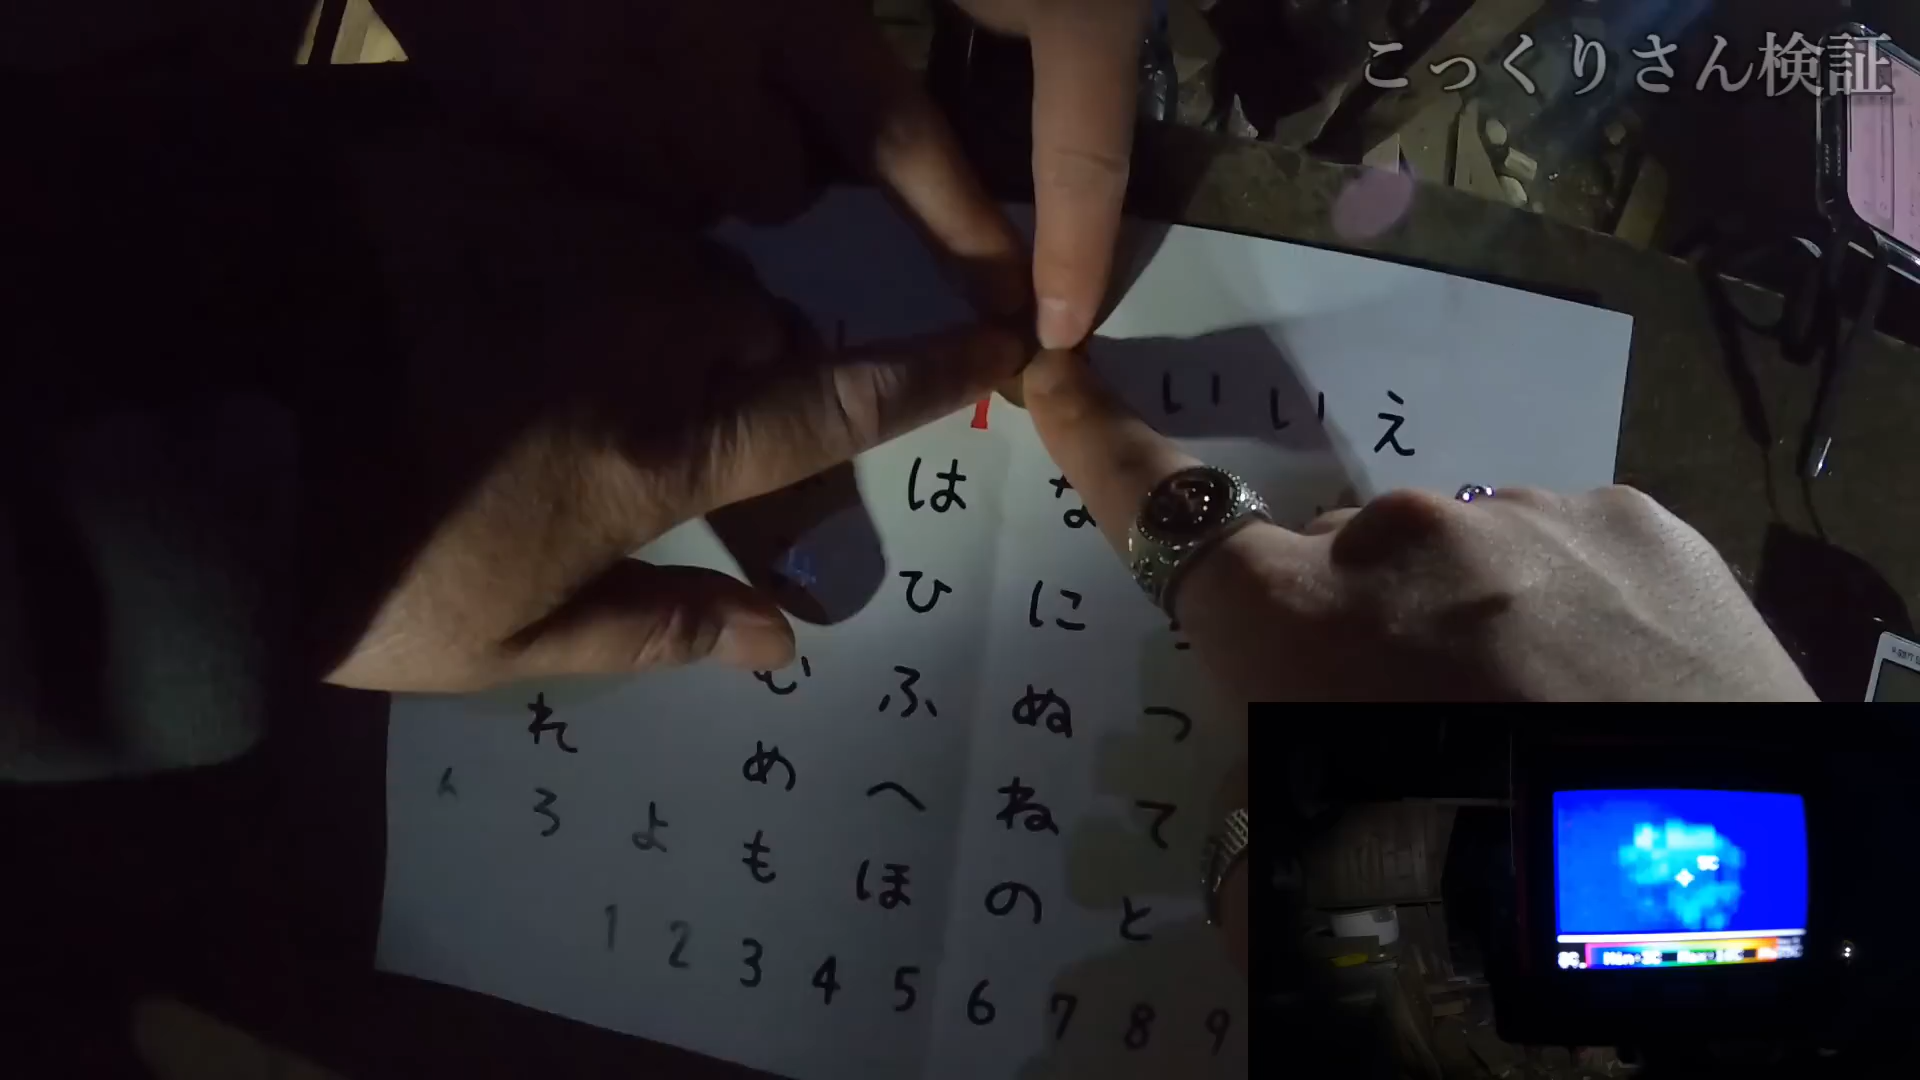 こっくりさん検証
いいえ
は な
ひ に
む ふ ぬ つ
れ め へ ね て
ろ よ も ほ の と
1 2 3 4 5 6 7 8 9